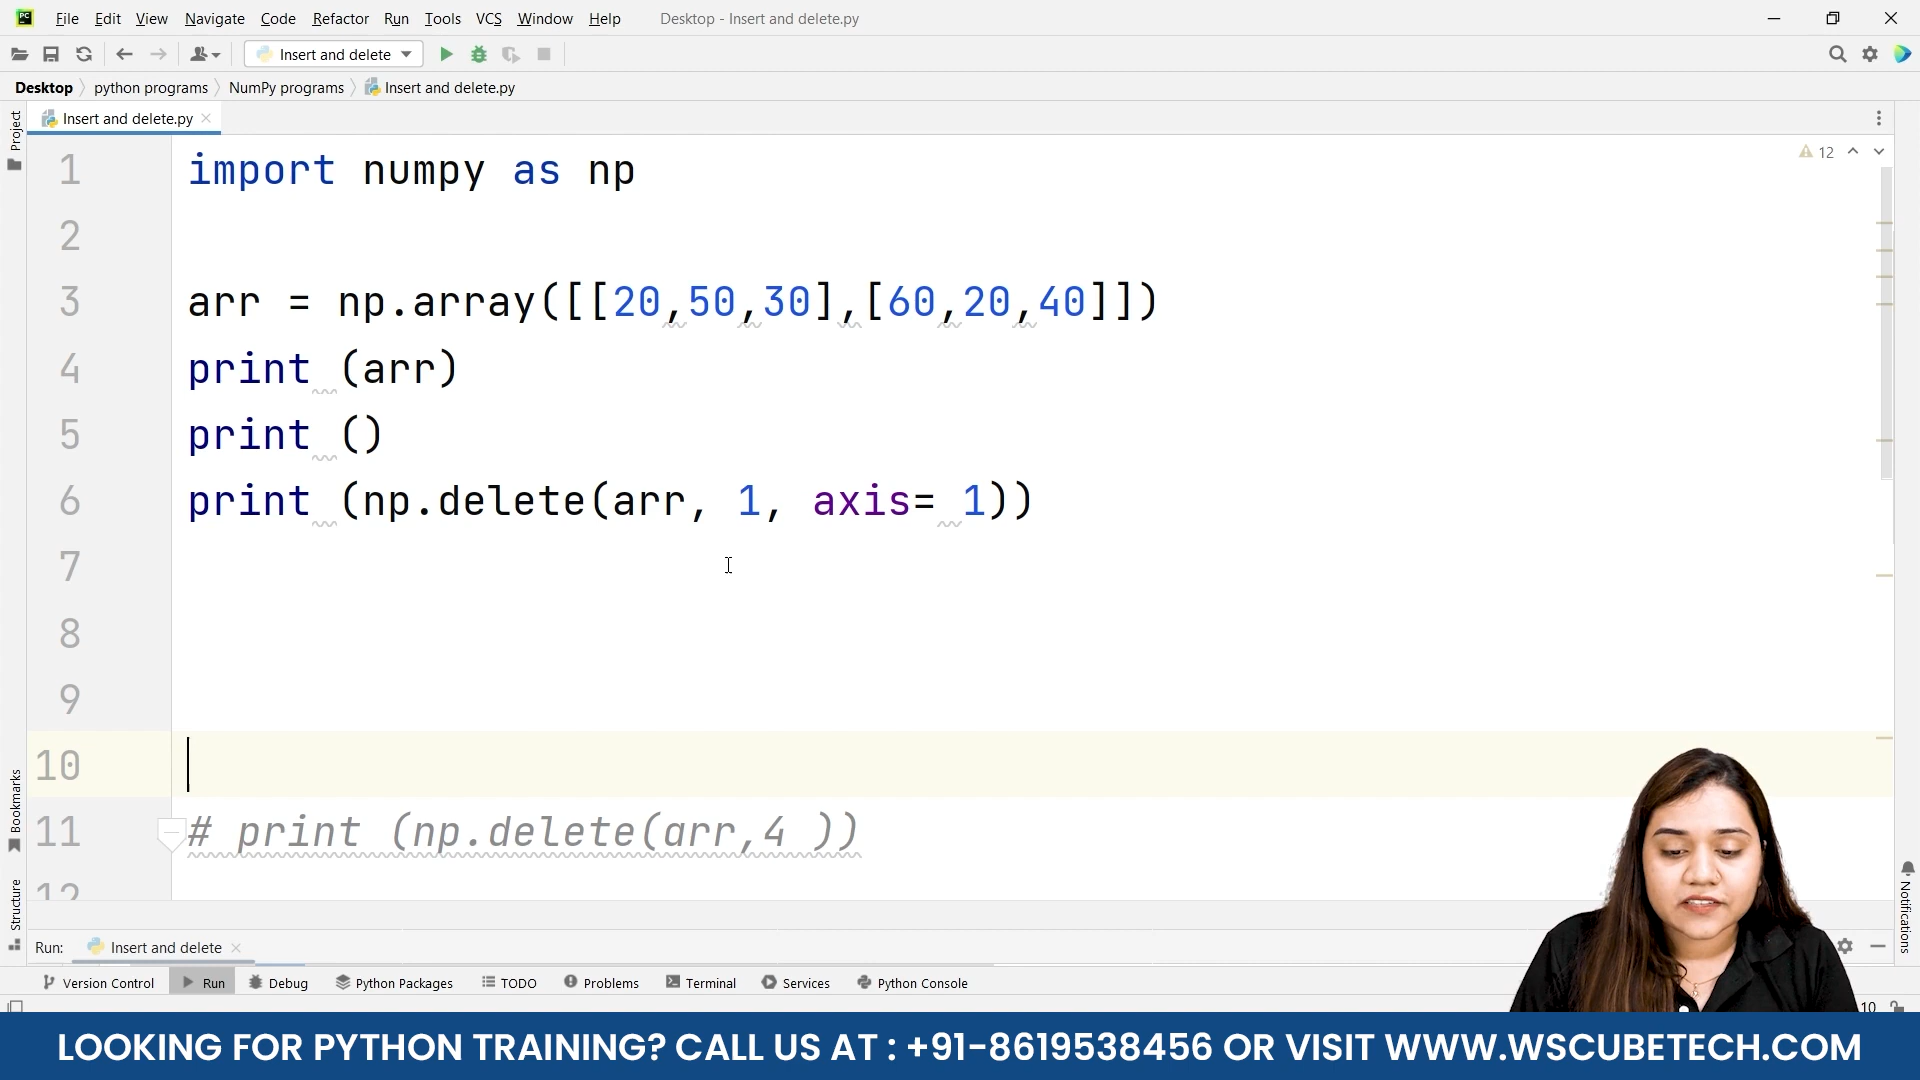 File Edit View Navigate Code Refactor Run Tools VCS Window Help Desktop - Insert and delete.py
Insert and delete
Desktop python programs NumPy programs Insert and delete.py
Project
Insert and delete.py
12
1 import numpy as np
2
3 arr = np.array([[20,50,30],[60,20,40]])
4 print (arr)
5 print ()
6 print (np.delete(arr, 1, axis= 1))
7
8
9
10
11 # print (np.delete(arr,4 ))
12
Bookmarks
Structure
Notifications
Run: Insert and delete
Version Control Run Debug Python Packages TODO Problems Terminal Services Python Console
LOOKING FOR PYTHON TRAINING? CALL US AT : +91-8619538456 OR VISIT WWW.WSCUBETECH.COM